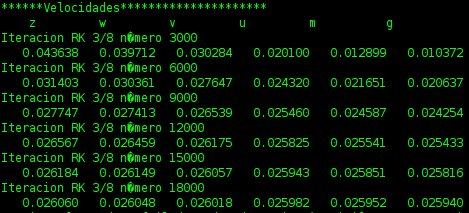 ******Velocidades********************
z w v u m g
Iteracion RK 3/8 n�mero 3000
0.043638 0.039712 0.030284 0.020100 0.012899 0.010372
Iteracion RK 3/8 n�mero 6000
0.031403 0.030361 0.027647 0.024320 0.021651 0.020637
Iteracion RK 3/8 n�mero 9000
0.027747 0.027413 0.026539 0.025460 0.024587 0.024254
Iteracion RK 3/8 n�mero 12000
0.026567 0.026459 0.026175 0.025825 0.025541 0.025433
Iteracion RK 3/8 n�mero 15000
0.026184 0.026149 0.026057 0.025943 0.025851 0.025816
Iteracion RK 3/8 n�mero 18000
0.026060 0.026048 0.026018 0.025982 0.025952 0.025940